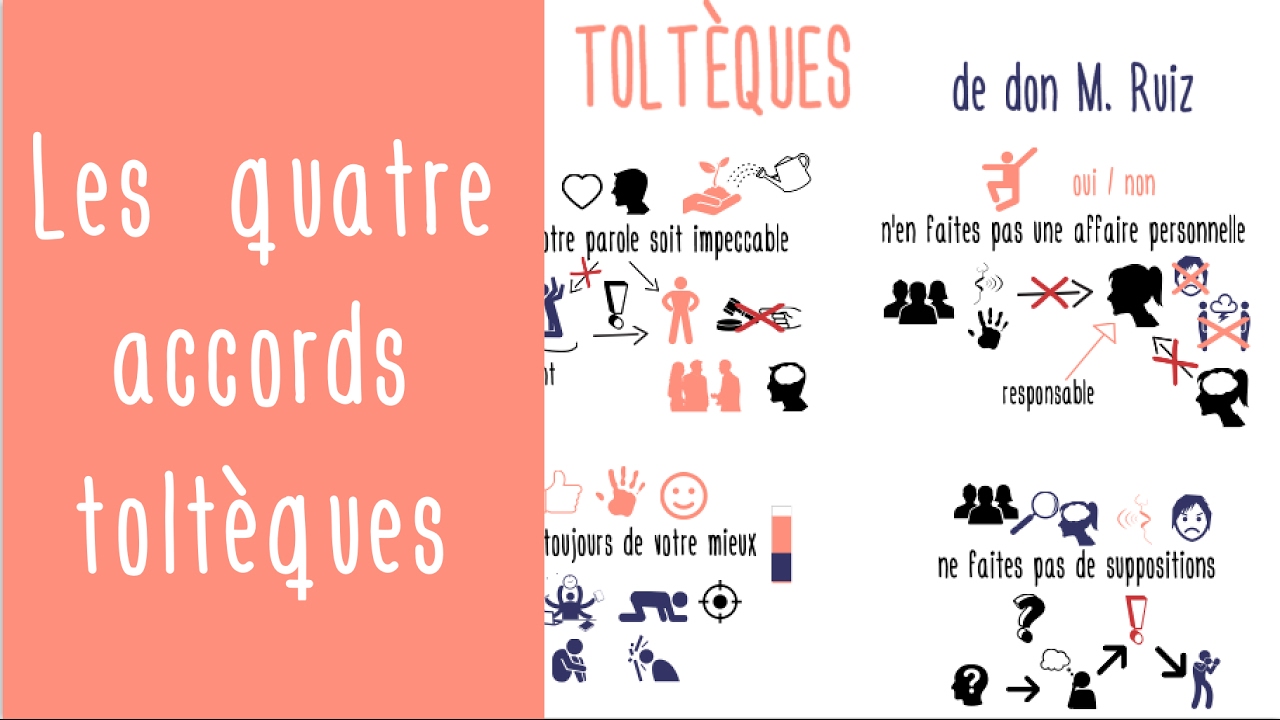 Les quatre
accords
toltèques
TOLTÈQUES
de don M. Ruiz
otre parole soit impeccable
nt
oui / non
n'en faites pas une affaire personnelle
responsable
toujours de votre mieux
ne faites pas de suppositions